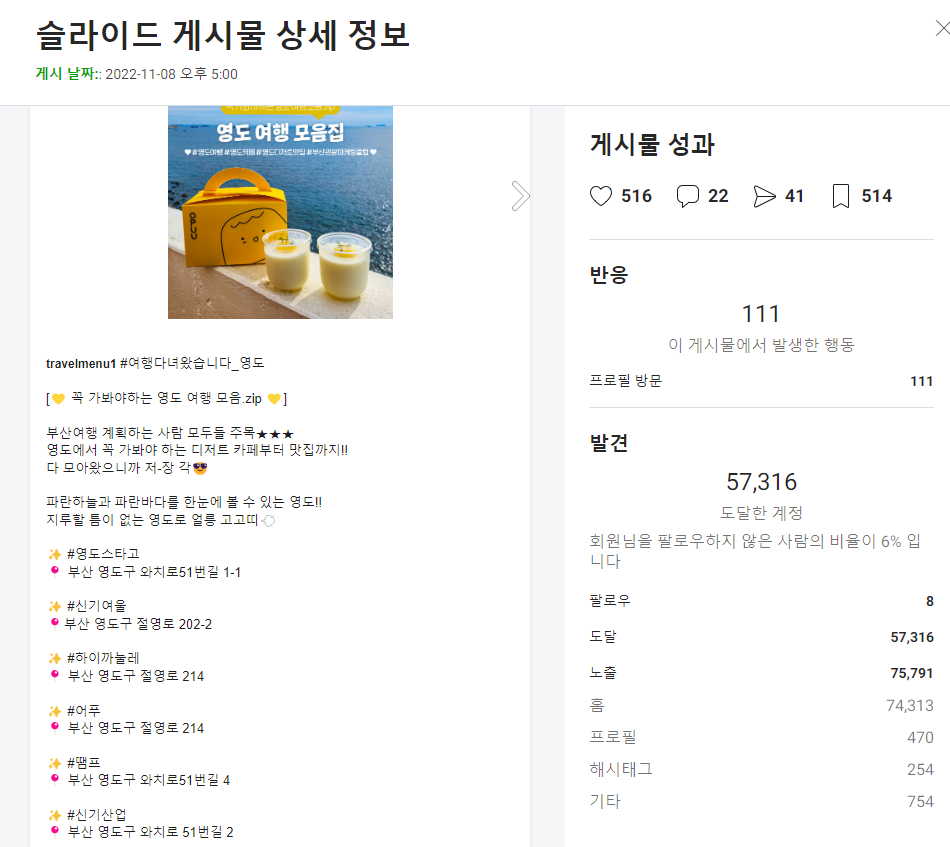 슬라이드 게시물 상세 정보
게시 날짜:: 2022-11-08 오후 5:00
영도 여행 모음집
♥#영도여행 #영도카페 #영도디저트맛집 #부산관광마케팅클럽♥
OPUU
travelmenu1 #여행다녀왔습니다_영도
[💛 꼭 가봐야하는 영도 여행 모음.zip 💛]
부산여행 계획하는 사람 모두들 주목★★★
영도에서 꼭 가봐야 하는 디저트 카페부터 맛집까지!!
다 모아왔으니까 저-장 각😎
파란하늘과 파란바다를 한눈에 볼 수 있는 영도!!
지루할 틈이 없는 영도로 얼릉 고고띠💨
✨ #영도스타고
📍 부산 영도구 와치로51번길 1-1
✨ #신기여울
📍 부산 영도구 절영로 202-2
✨ #하이까눌레
📍 부산 영도구 절영로 214
✨ #어푸
📍 부산 영도구 절영로 214
✨ #땜프
📍 부산 영도구 와치로51번길 4
✨ #신기산업
📍 부산 영도구 와치로 51번길 2
게시물 성과
516 22 41 514
반응
111
이 게시물에서 발생한 행동
프로필 방문 111
발견
57,316
도달한 계정
회원님을 팔로우하지 않은 사람의 비율이 6% 입
니다
팔로우 8
도달 57,316
노출 75,791
홈 74,313
프로필 470
해시태그 254
기타 754